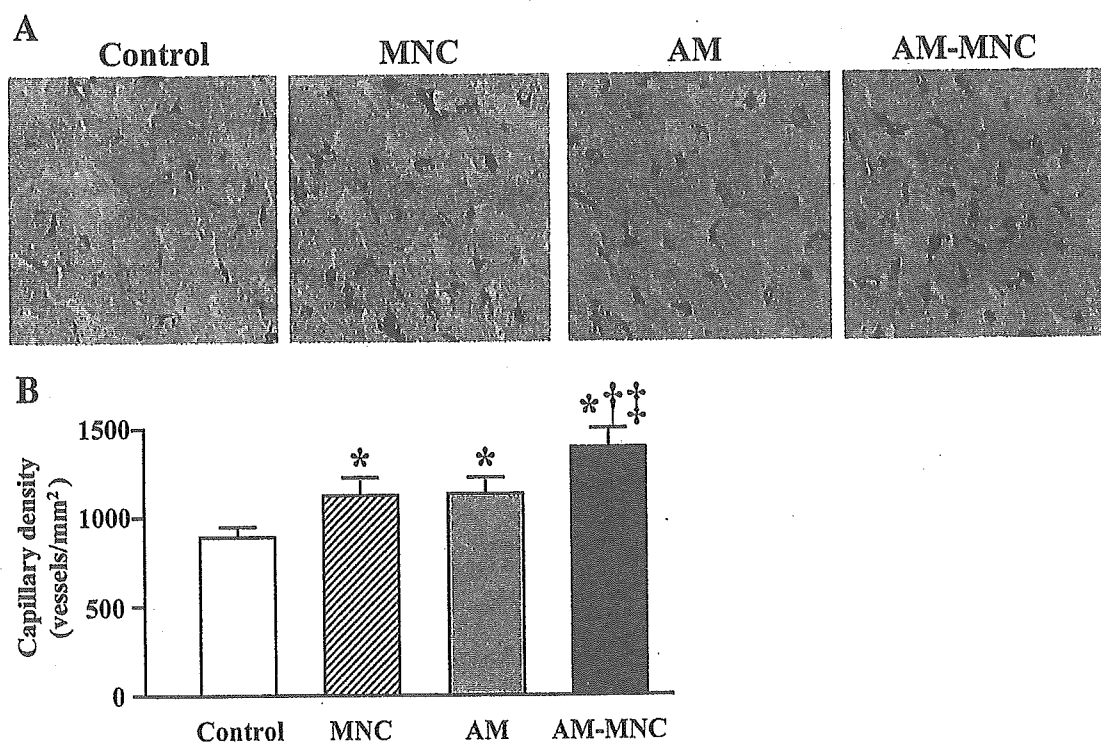 A
Control MNC AM AM-MNC
B
Capillary density
(vessels/mm²)
1500
1000
500
0
* * *†‡
Control MNC AM AM-MNC